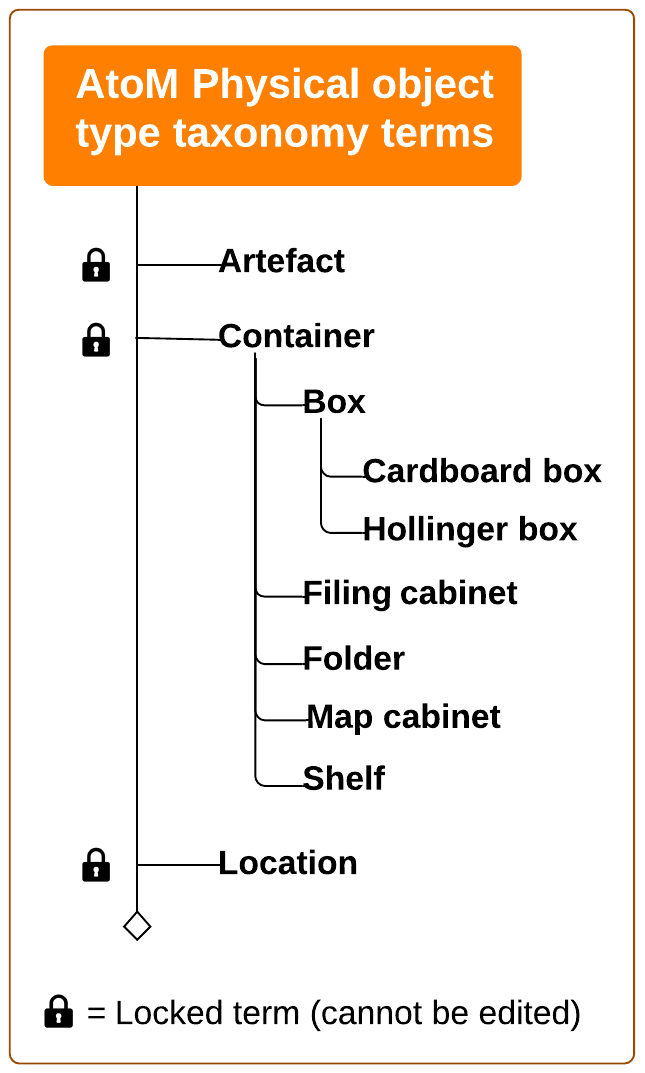 AtoM Physical object
type taxonomy terms
Artefact
Container
Box
Cardboard box
Hollinger box
Filing cabinet
Folder
Map cabinet
Shelf
Location
= Locked term (cannot be edited)